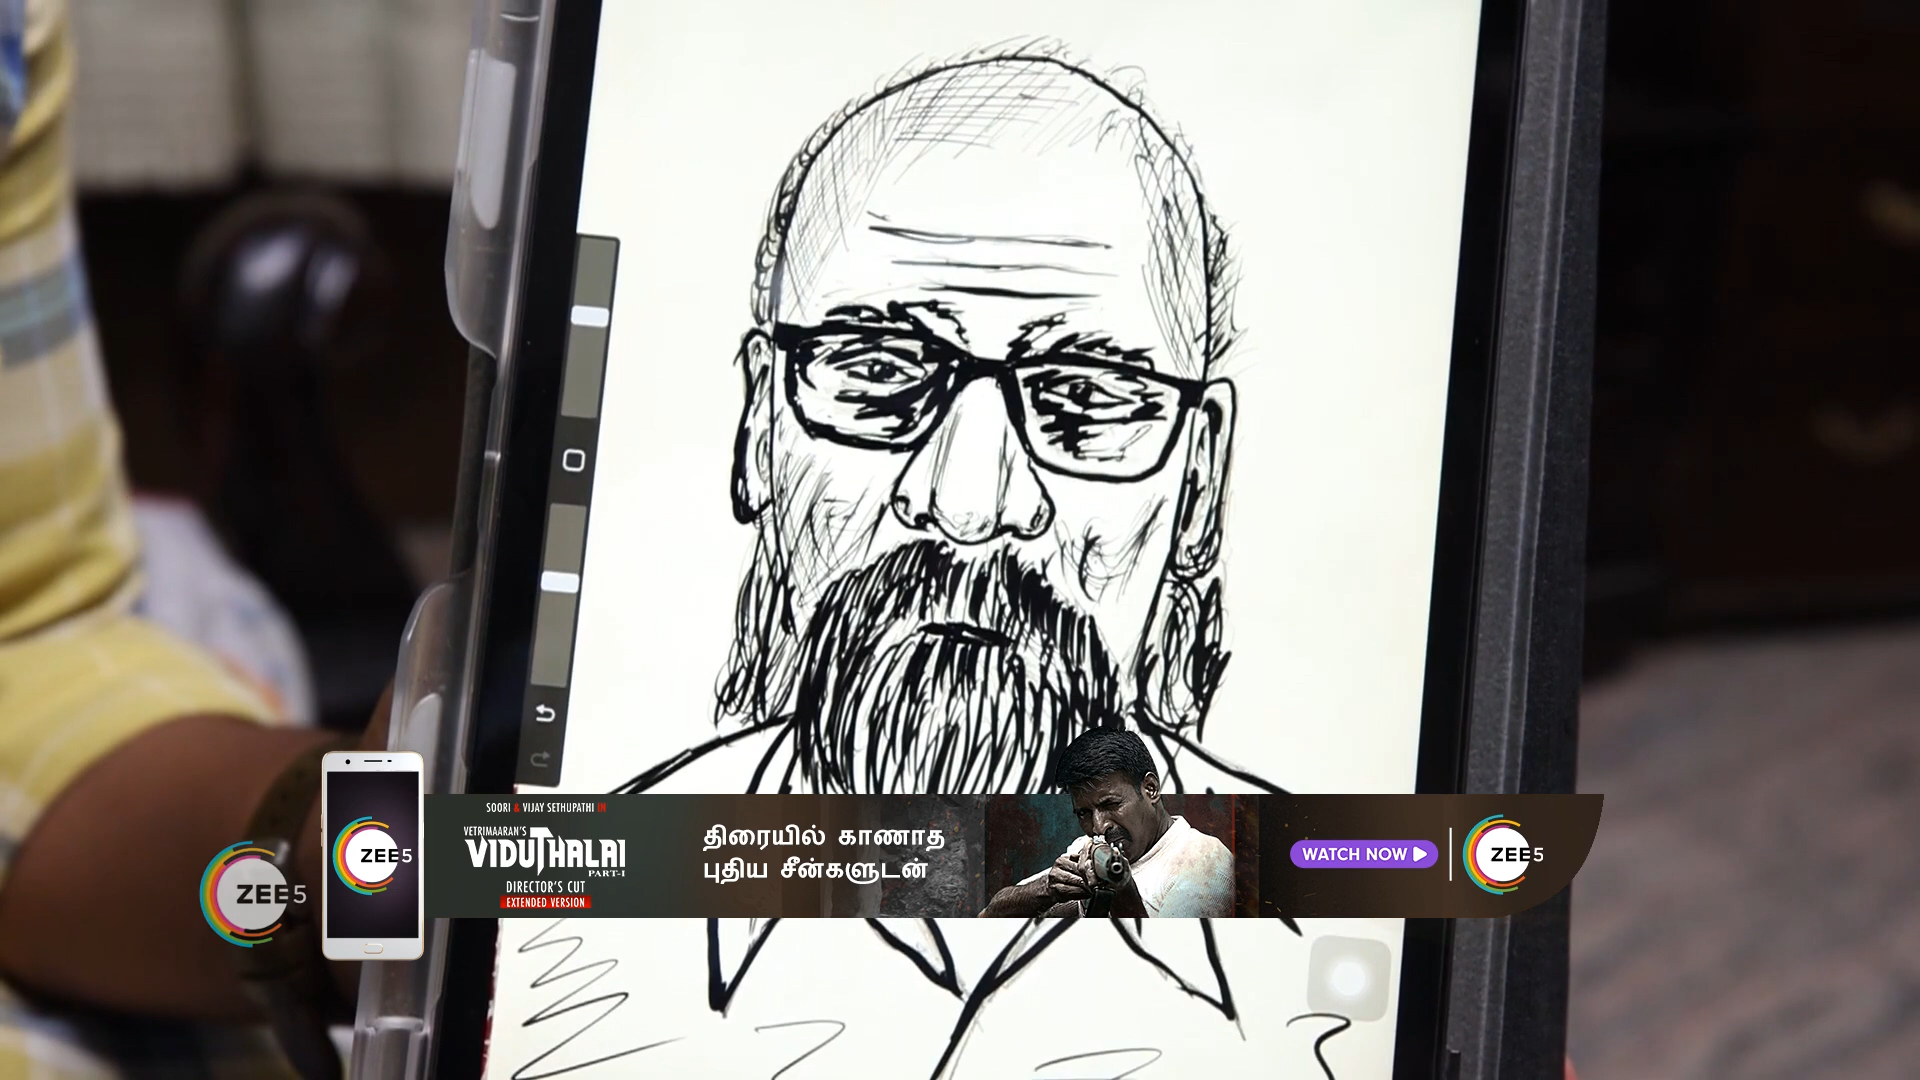 SOORI & VIJAY SETHUPATHI IN
VETRIMAARAN'S
VIDUTHALAI
PART-I
DIRECTOR'S CUT
EXTENDED VERSION
திரையில் காணாத
புதிய சீன்களுடன்
WATCH NOW
ZEE5
ZEE5
ZEE5